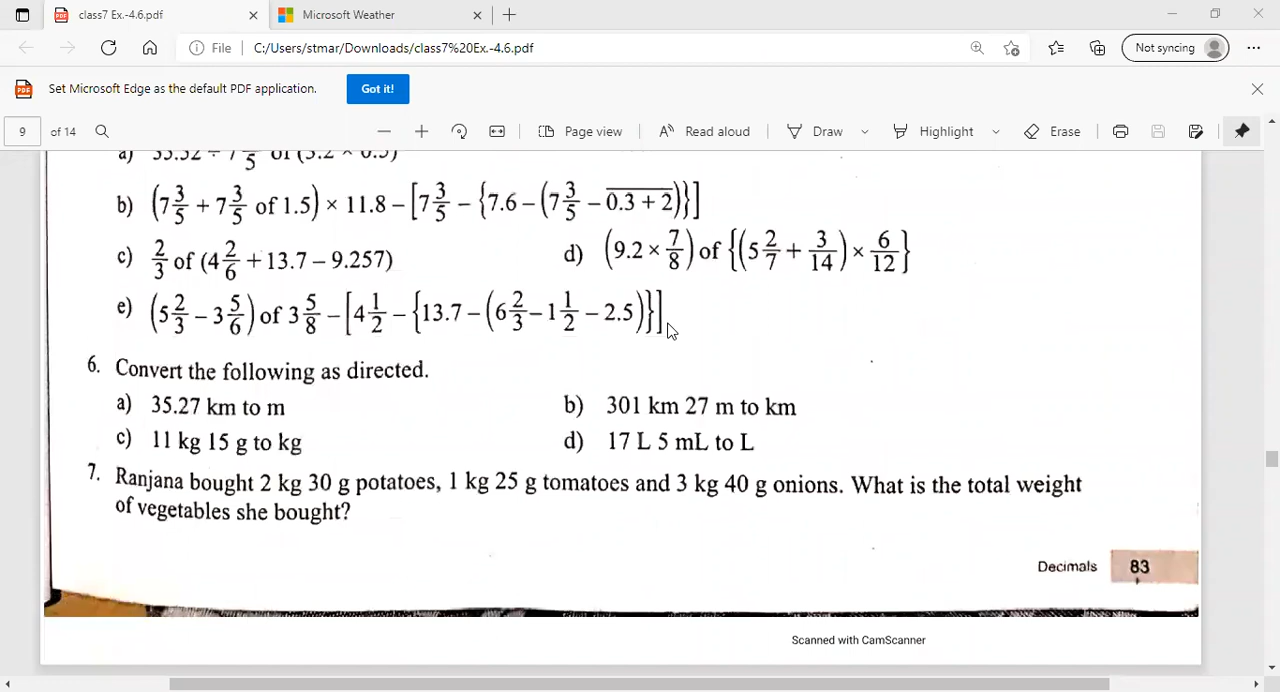 class7 Ex.-4.6.pdf
Microsoft Weather
File C:/Users/stmar/Downloads/class7%20Ex.-4.6.pdf
Not syncing
Set Microsoft Edge as the default PDF application. Got it!
9 of 14 Page view Read aloud Draw Highlight Erase
b) (7 3/5 + 7 3/5 of 1.5) × 11.8 – [7 3/5 – {7.6 – (7 3/5 – 0.3 + 2)}]
c) 2/3 of (4 2/6 + 13.7 – 9.257) d) (9.2 × 7/8) of {(5 2/7 + 3/14) × 6/12}
e) (5 2/3 – 3 5/6) of 3 5/8 – [4 1/2 – {13.7 – (6 2/3 – 1 1/2 – 2.5)}]
6. Convert the following as directed.
a) 35.27 km to m b) 301 km 27 m to km
c) 11 kg 15 g to kg d) 17 L 5 mL to L
7. Ranjana bought 2 kg 30 g potatoes, 1 kg 25 g tomatoes and 3 kg 40 g onions. What is the total weight
of vegetables she bought?
Decimals 83
Scanned with CamScanner